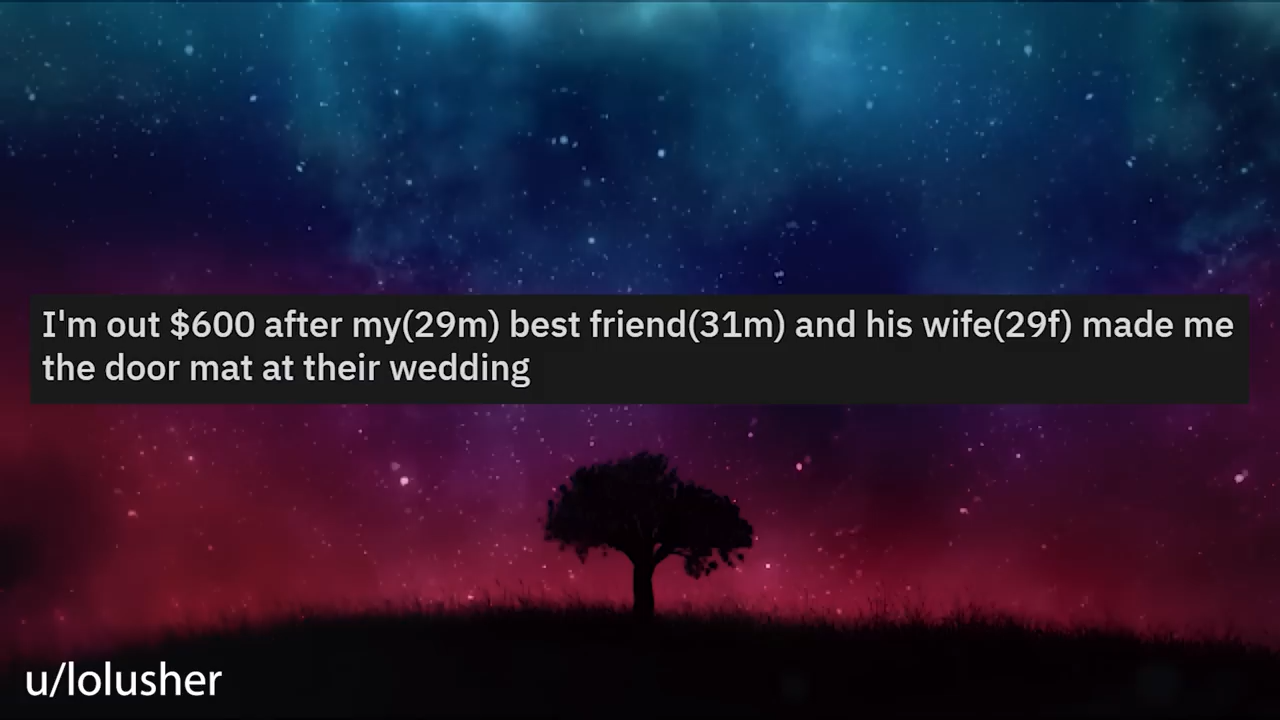 I'm out $600 after my(29m) best friend(31m) and his wife(29f) made me
the door mat at their wedding
u/lolusher